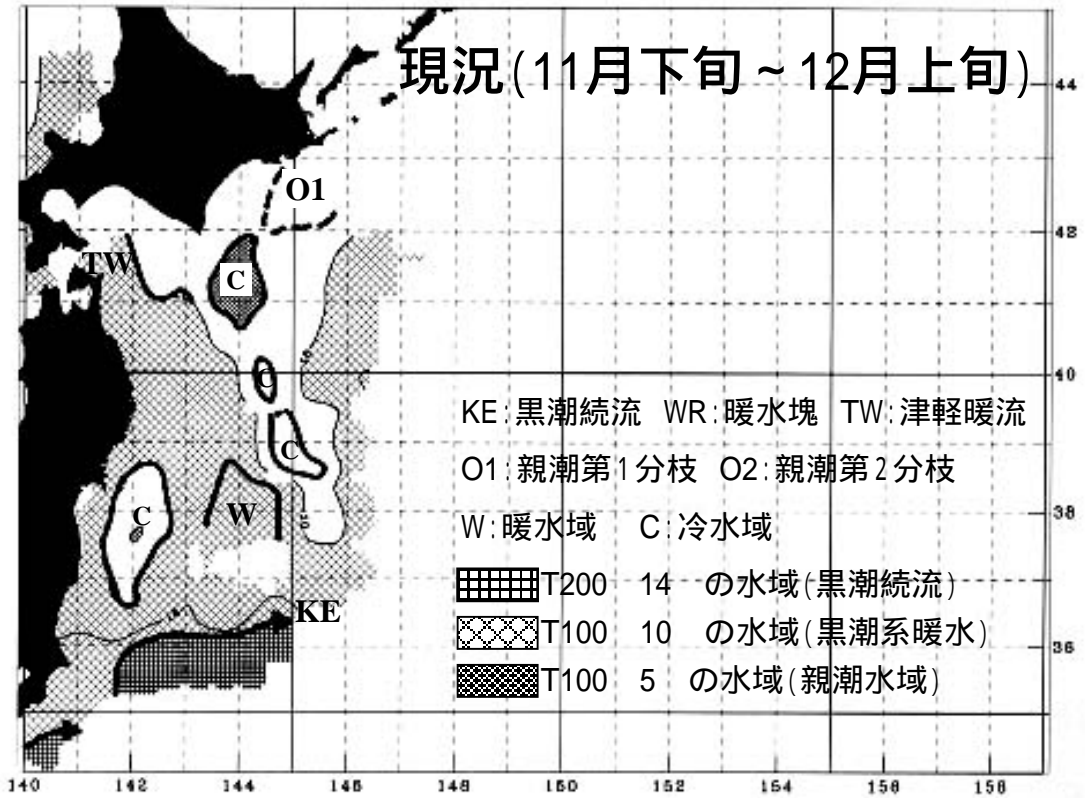 現況(11月下旬~12月上旬)
44
O1
42
TW
C
C
40
KE:黒潮続流 WR:暖水塊 TW:津軽暖流
C
O1:親潮第1分枝 O2:親潮第2分枝
C
W
38
W:暖水域 C:冷水域
T200 14 の水域(黒潮続流)
KE
T100 10 の水域(黒潮系暖水)
36
T100 5 の水域(親潮水域)
140 142 144 146 148 150 152 154 156 158